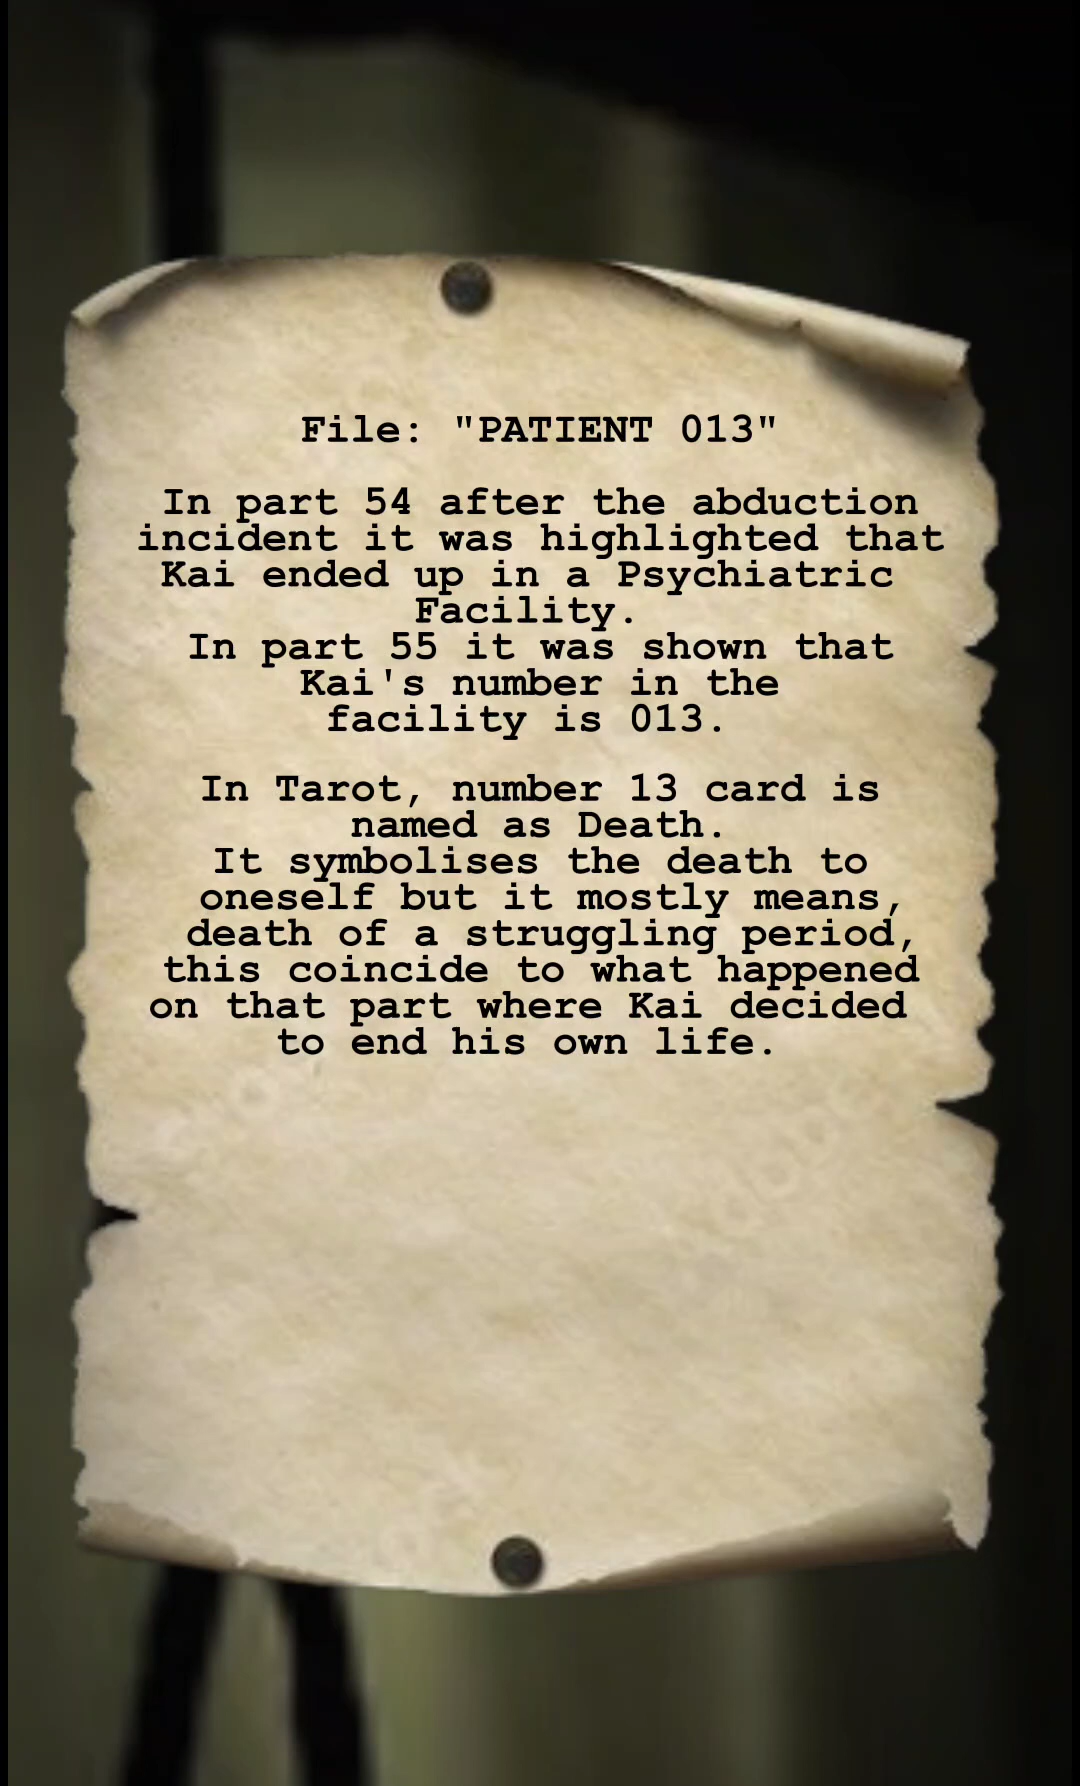 File: "PATIENT 013"
In part 54 after the abduction
incident it was highlighted that
Kai ended up in a Psychiatric
Facility.
In part 55 it was shown that
Kai's number in the
facility is 013.
In Tarot, number 13 card is
named as Death.
It symbolises the death to
oneself but it mostly means,
death of a struggling period,
this coincide to what happened
on that part where Kai decided
to end his own life.